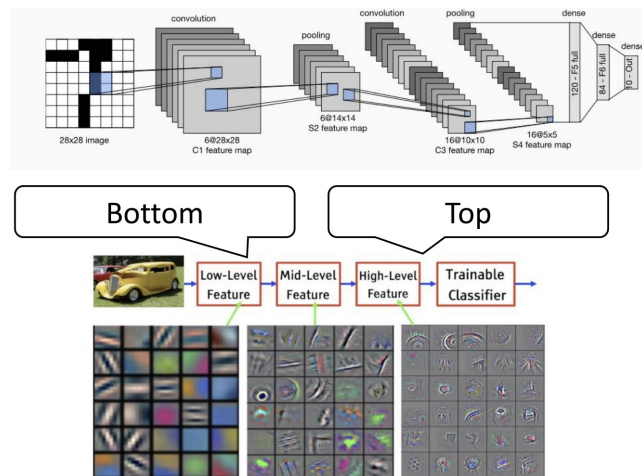 convolution
pooling
convolution
pooling
dense
dense
dense
28x28 image
6@28x28
C1 feature map
6@14x14
S2 feature map
16@10x10
C3 feature map
16@5x5
S4 feature map
120 - F5 full
84 - F6 full
10 - Out
Bottom
Top
Low-Level
Feature
Mid-Level
Feature
High-Level
Feature
Trainable
Classifier